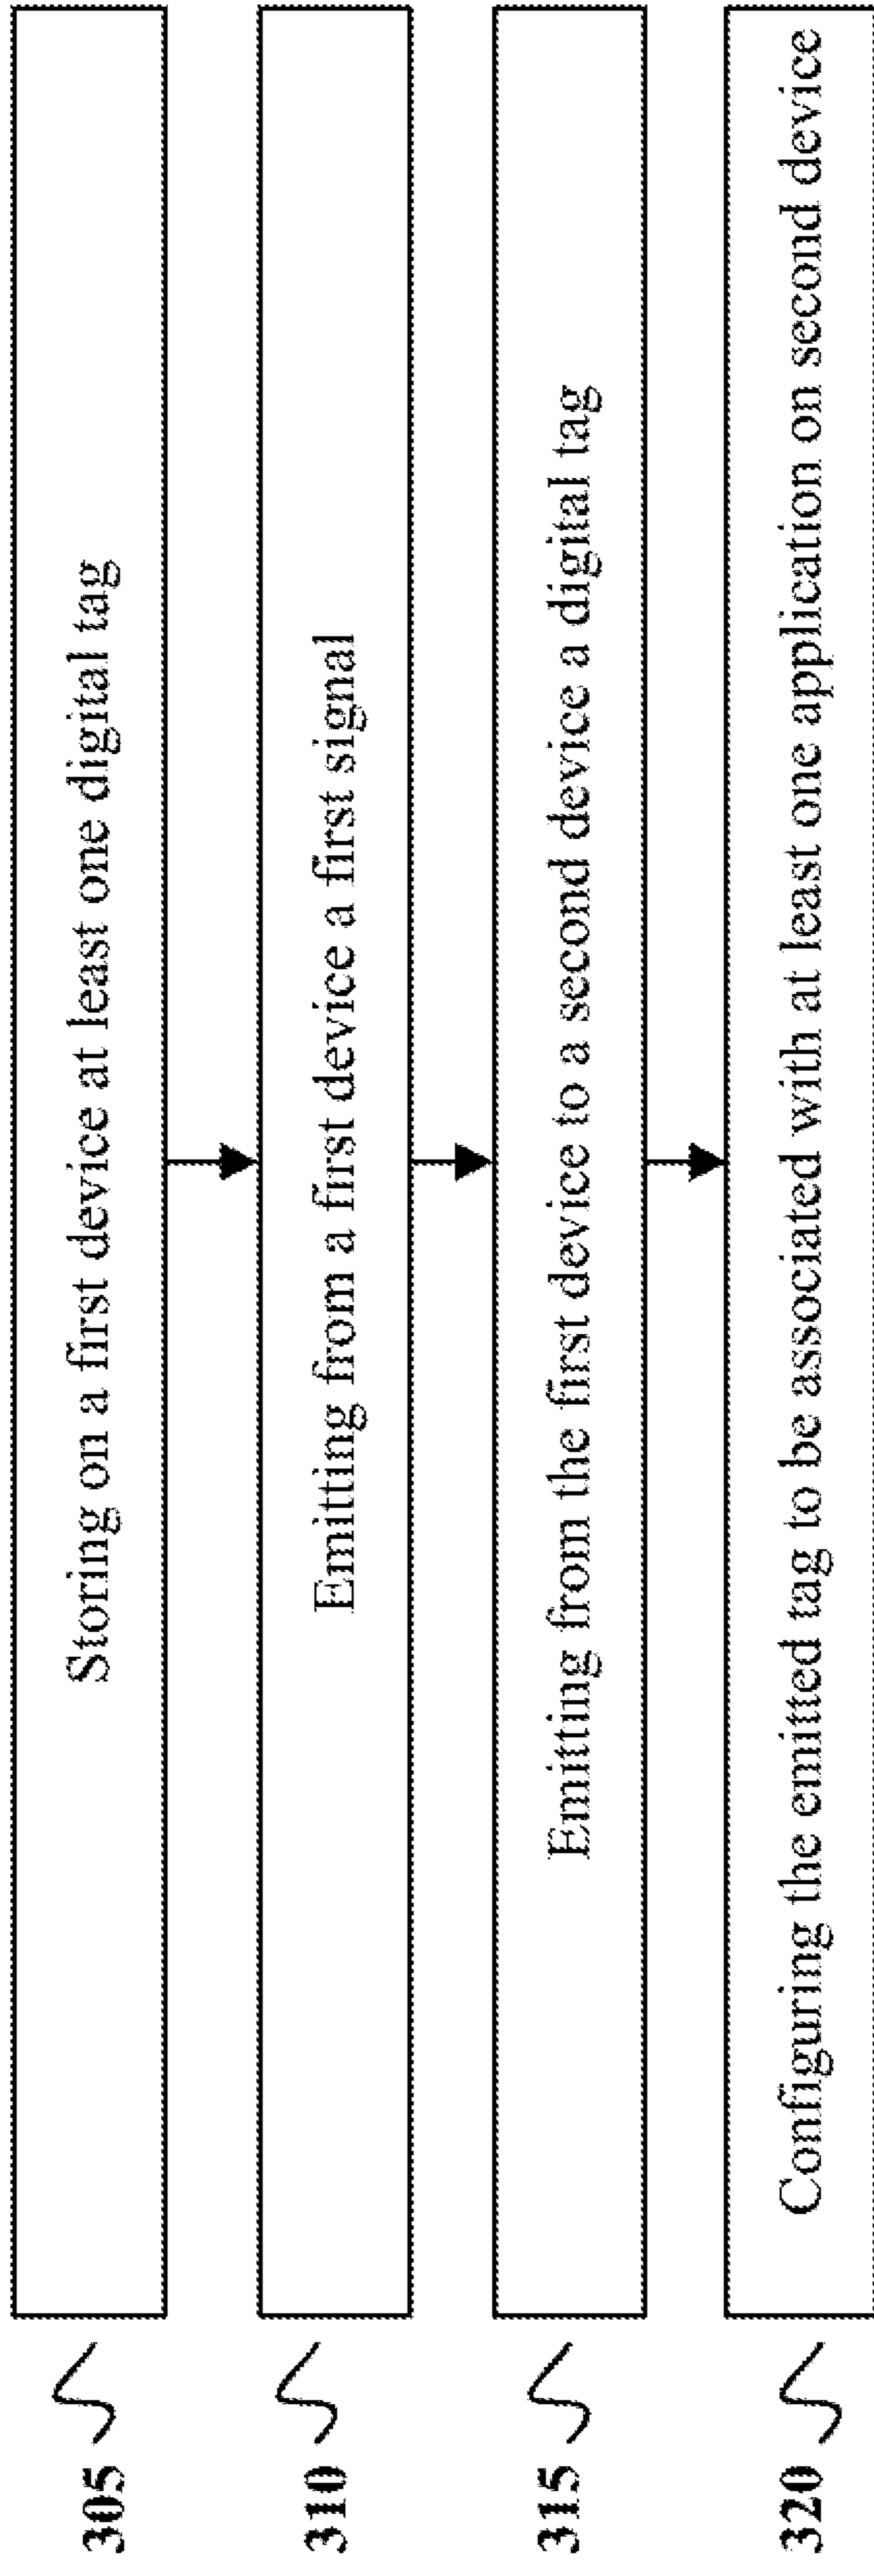 305
Storing on a first device at least one digital tag
310
Emitting from a first device a first signal
315
Emitting from the first device to a second device a digital tag
320
Configuring the emitted tag to be associated with at least one application on second device